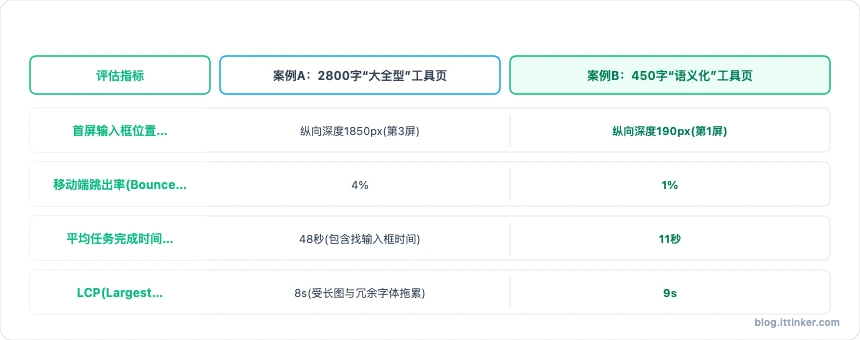 评估指标
案例A：2800字“大全型”工具页
案例B：450字“语义化”工具页
首屏输入框位置...
纵向深度1850px(第3屏)
纵向深度190px(第1屏)
移动端跳出率(Bounce...
4%
1%
平均任务完成时间...
48秒(包含找输入框时间)
11秒
LCP(Largest...
8s(受长图与冗余字体拖累)
9s
blog.ittinker.com